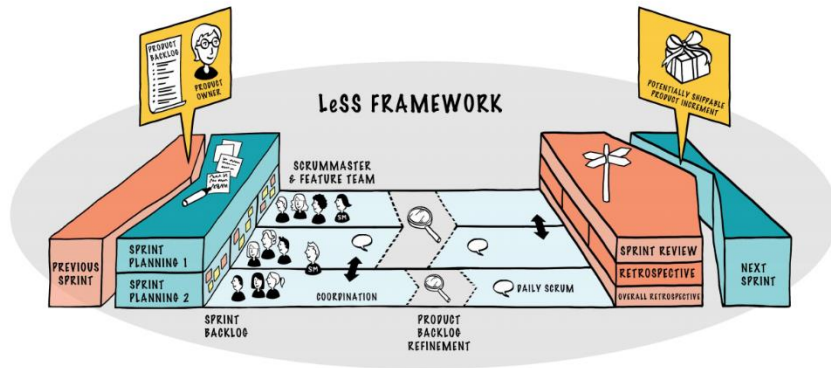 PRODUCT
BACKLOG
PRODUCT
OWNER
POTENTIALLY SHIPPABLE
PRODUCT INCREMENT
LeSS FRAMEWORK
SCRUMMASTER
& FEATURE TEAM
SM
SM
PREVIOUS
SPRINT
SPRINT
PLANNING 1
SPRINT
PLANNING 2
SPRINT
BACKLOG
COORDINATION
PRODUCT
BACKLOG
REFINEMENT
DAILY SCRUM
SPRINT REVIEW
RETROSPECTIVE
OVERALL RETROSPECTIVE
NEXT
SPRINT